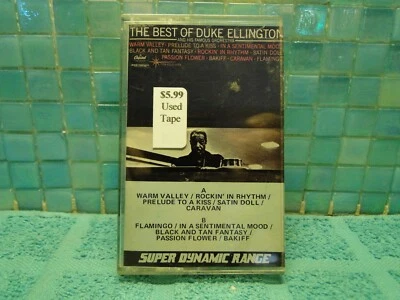 THE BEST OF DUKE ELLINGTON
AND HIS FAMOUS ORCHESTRA
WARM VALLEY · PRELUDE TO A KISS · IN A SENTIMENTAL MOOD
BLACK AND TAN FANTASY · ROCKIN' IN RHYTHM · SATIN DOLL
PASSION FLOWER · BAKIFF · CARAVAN · FLAMINGO
Capitol
$5.99
Used
Tape
A
WARM VALLEY / ROCKIN' IN RHYTHM /
PRELUDE TO A KISS / SATIN DOLL /
CARAVAN
B
FLAMINGO / IN A SENTIMENTAL MOOD /
BLACK AND TAN FANTASY /
PASSION FLOWER / BAKIFF
SUPER DYNAMIC RANGE